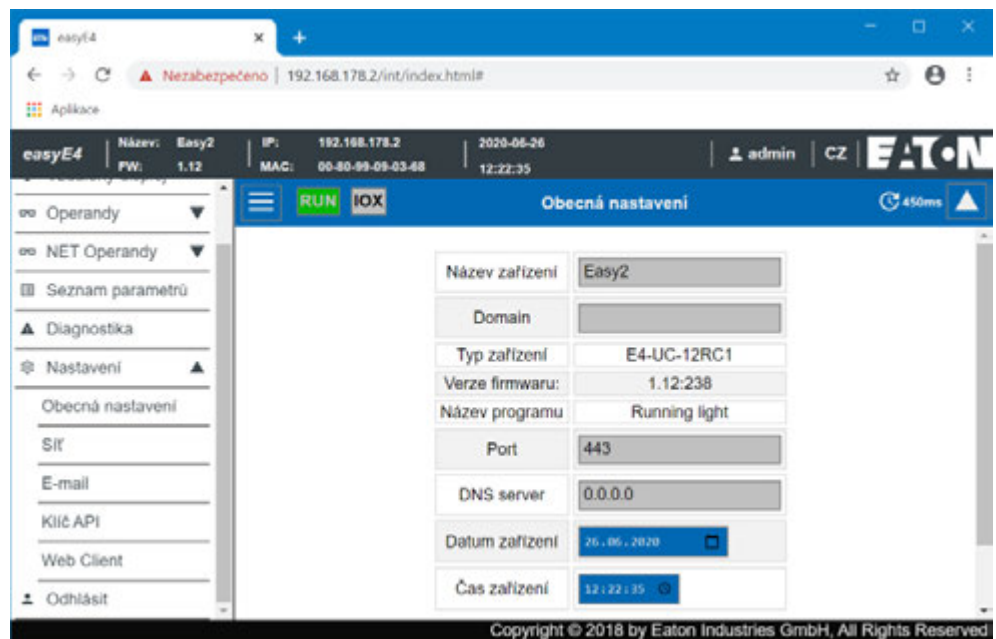 easyE4
Nezabezpečeno | 192.168.178.2/int/index.html#
Aplikace
easyE4
Název: Easy2
FW: 1.12
IP: 192.168.178.2
MAC: 00-80-99-09-03-68
2020-06-26
12:22:35
admin
CZ
EATON
Operandy
NET Operandy
Seznam parametrů
Diagnostika
Nastavení
Obecná nastavení
Síť
E-mail
Klíč API
Web Client
Odhlásit
RUN IOX
Obecná nastavení
450ms
Název zařízení Easy2
Domain
Typ zařízení E4-UC-12RC1
Verze firmwaru: 1.12:238
Název programu Running light
Port 443
DNS server 0.0.0.0
Datum zařízení 26.06.2020
Čas zařízení 12:22:35
Copyright © 2018 by Eaton Industries GmbH, All Rights Reserved